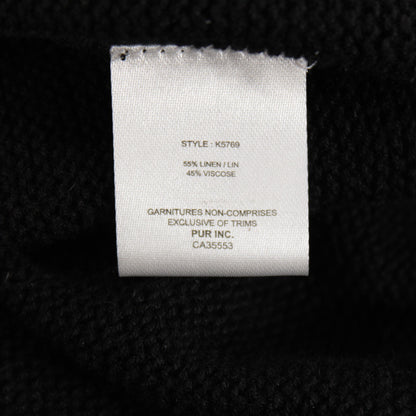 STYLE : K5769
55% LINEN / LIN
45% VISCOSE
GARNITURES NON-COMPRISES
EXCLUSIVE OF TRIMS
PUR INC.
CA35553